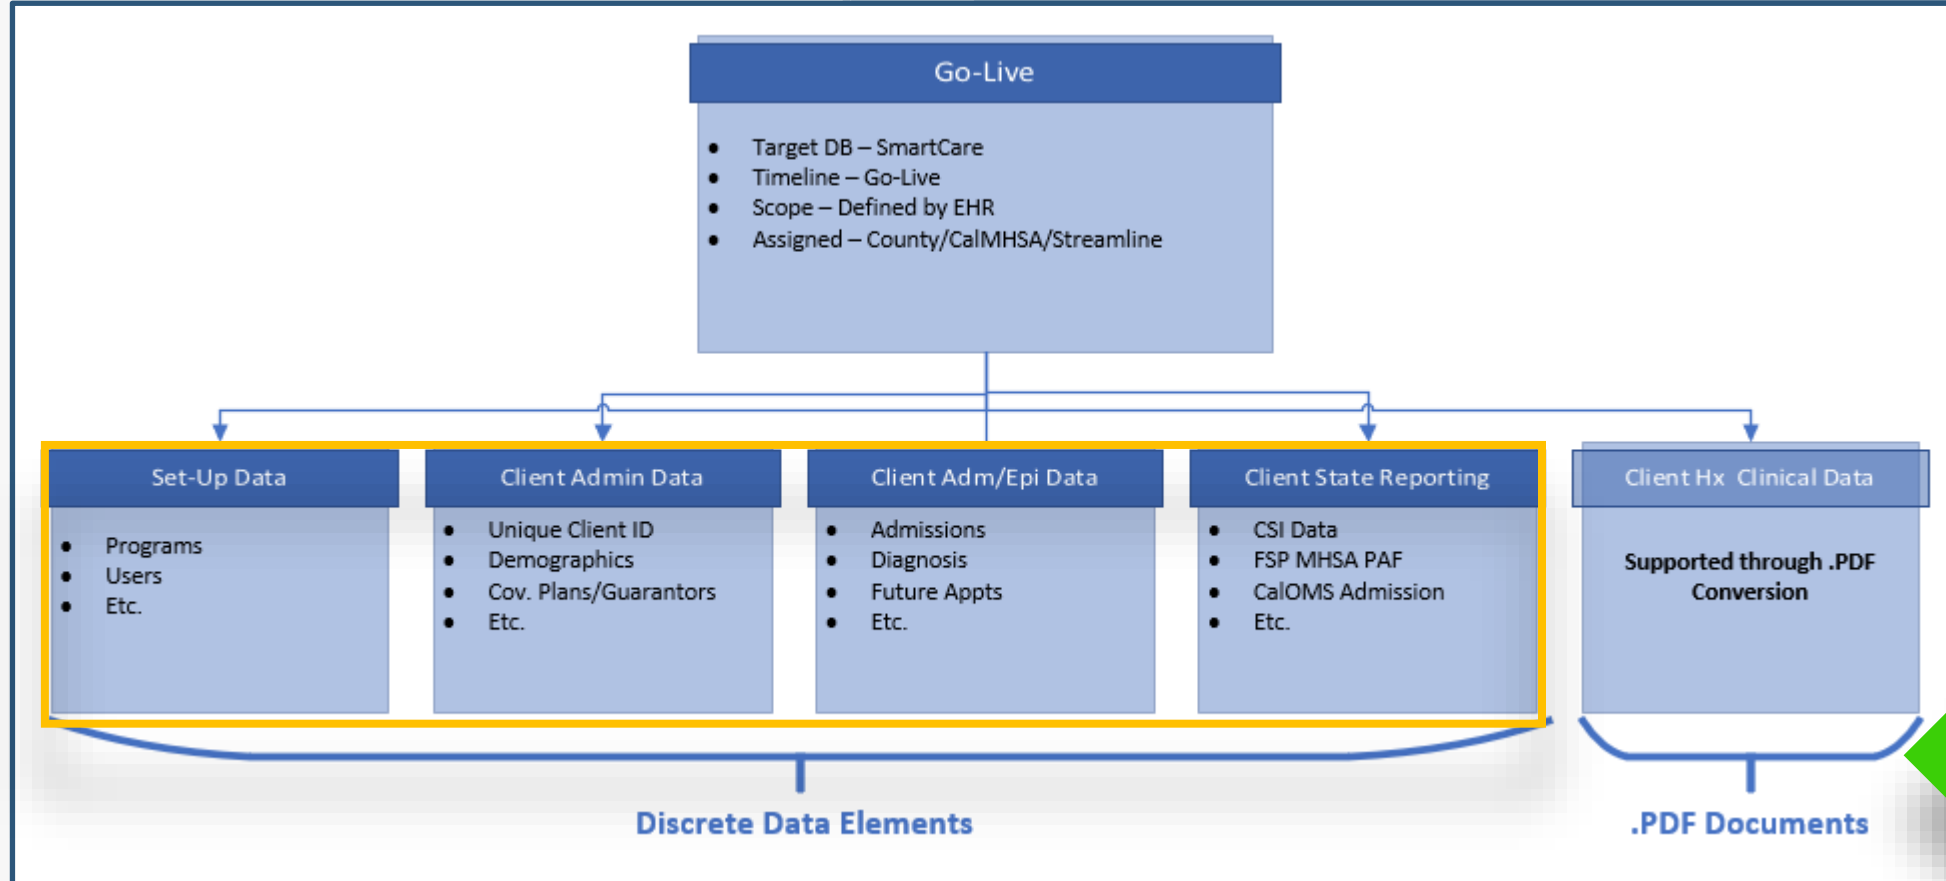 Go-Live
● Target DB – SmartCare
● Timeline – Go-Live
● Scope – Defined by EHR
● Assigned – County/CalMHSA/Streamline
Set-Up Data
● Programs
● Users
● Etc.
Client Admin Data
● Unique Client ID
● Demographics
● Cov. Plans/Guarantors
● Etc.
Client Adm/Epi Data
● Admissions
● Diagnosis
● Future Appts
● Etc.
Client State Reporting
● CSI Data
● FSP MHSA PAF
● CalOMS Admission
● Etc.
Client Hx Clinical Data
Supported through .PDF
Conversion
Discrete Data Elements
.PDF Documents